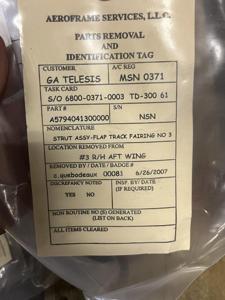 AEROFRAME SERVICES, L.L.C.
PARTS REMOVAL
AND
IDENTIFICATION TAG
CUSTOMER A/C REG
GA TELESIS MSN 0371
TASK CARD
S/O 6800-0371-0003 TD-300 61
PART # S/N
A5794041300000 NSN
NOMENCLATURE
STRUT ASSY-FLAP TRACK FAIRING NO 3
LOCATION REMOVED FROM
#3 R/H AFT WING
REMOVED BY / DATE / BADGE #
c.quebodeaux 00081 6/26/2007
DISCREPANCY NOTED INSP. BY/ DATE
YES NO (IF REQUIRED)
NON ROUTINE NO (S) GENERATED
(LIST ON BACK)
ALL ITEMS CLEARED